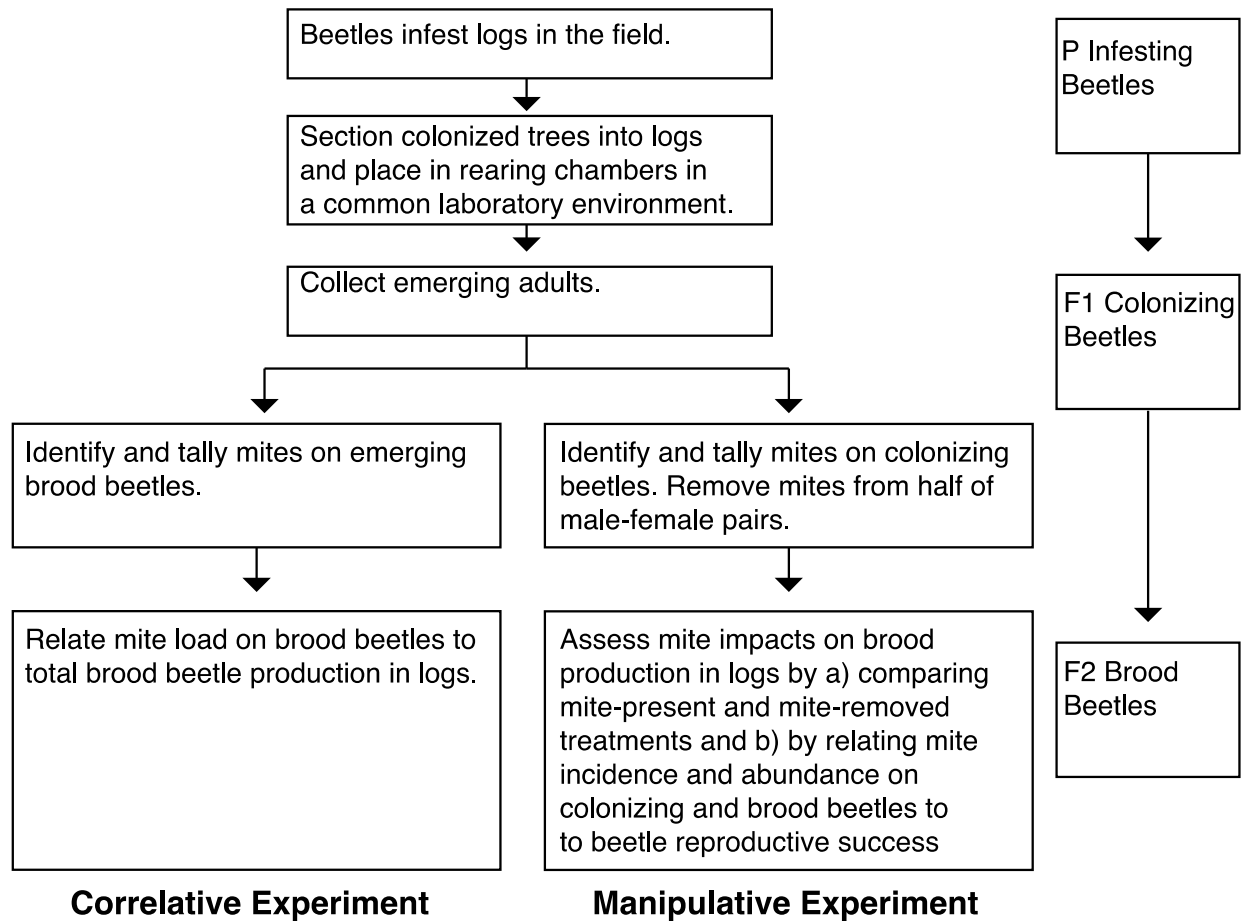 Beetles infest logs in the field.
Section colonized trees into logs
and place in rearing chambers in
a common laboratory environment.
Collect emerging adults.
Identify and tally mites on emerging
brood beetles.
Relate mite load on brood beetles to
total brood beetle production in logs.
Correlative Experiment
Identify and tally mites on colonizing
beetles. Remove mites from half of
male-female pairs.
Assess mite impacts on brood
production in logs by a) comparing
mite-present and mite-removed
treatments and b) by relating mite
incidence and abundance on
colonizing and brood beetles to
to beetle reproductive success
Manipulative Experiment
P Infesting
Beetles
F1 Colonizing
Beetles
F2 Brood
Beetles